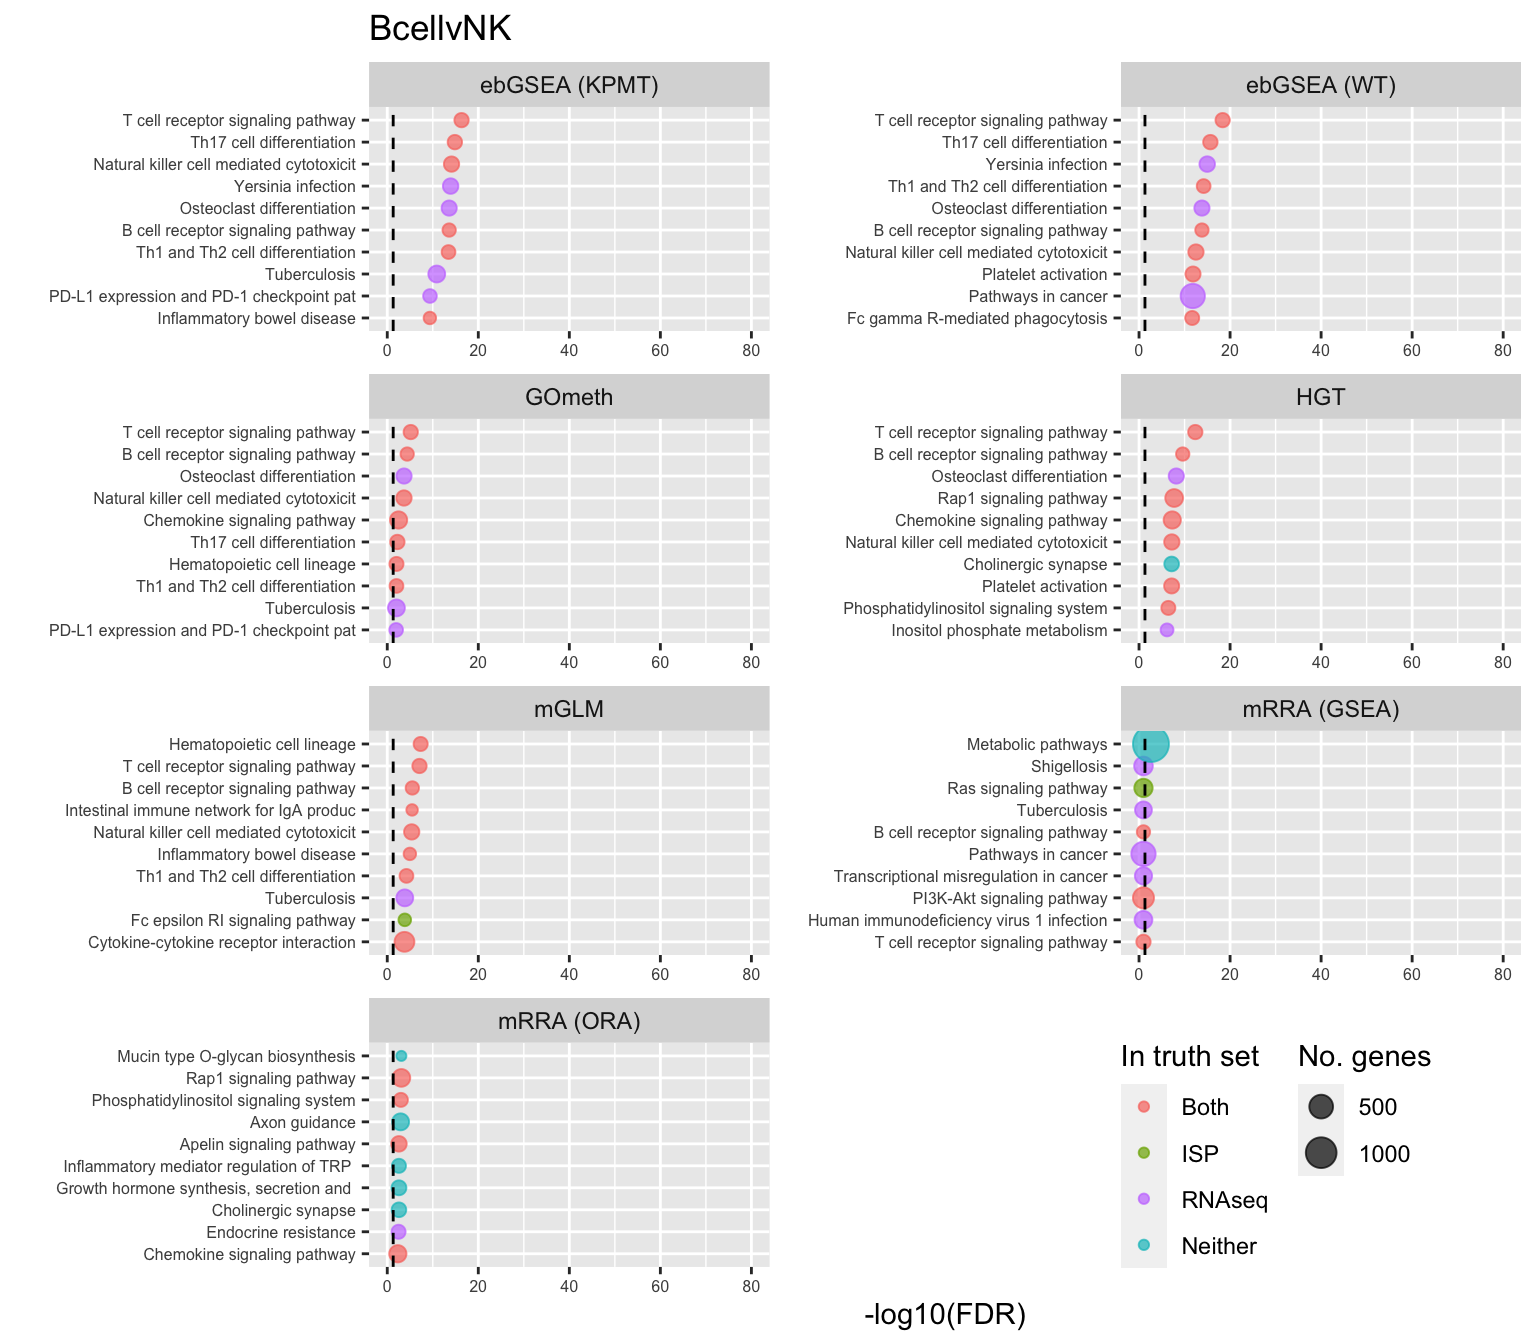 BcellvNK
ebGSEA (KPMT)
T cell receptor signaling pathway
Th17 cell differentiation
Natural killer cell mediated cytotoxicit
Yersinia infection
Osteoclast differentiation
B cell receptor signaling pathway
Th1 and Th2 cell differentiation
Tuberculosis
PD-L1 expression and PD-1 checkpoint pat
Inflammatory bowel disease
0 20 40 60 80
ebGSEA (WT)
T cell receptor signaling pathway
Th17 cell differentiation
Yersinia infection
Th1 and Th2 cell differentiation
Osteoclast differentiation
B cell receptor signaling pathway
Natural killer cell mediated cytotoxicit
Platelet activation
Pathways in cancer
Fc gamma R-mediated phagocytosis
0 20 40 60 80
GOmeth
T cell receptor signaling pathway
B cell receptor signaling pathway
Osteoclast differentiation
Natural killer cell mediated cytotoxicit
Chemokine signaling pathway
Th17 cell differentiation
Hematopoietic cell lineage
Th1 and Th2 cell differentiation
Tuberculosis
PD-L1 expression and PD-1 checkpoint pat
0 20 40 60 80
HGT
T cell receptor signaling pathway
B cell receptor signaling pathway
Osteoclast differentiation
Rap1 signaling pathway
Chemokine signaling pathway
Natural killer cell mediated cytotoxicit
Cholinergic synapse
Platelet activation
Phosphatidylinositol signaling system
Inositol phosphate metabolism
0 20 40 60 80
mGLM
Hematopoietic cell lineage
T cell receptor signaling pathway
B cell receptor signaling pathway
Intestinal immune network for IgA produc
Natural killer cell mediated cytotoxicit
Inflammatory bowel disease
Th1 and Th2 cell differentiation
Tuberculosis
Fc epsilon RI signaling pathway
Cytokine-cytokine receptor interaction
0 20 40 60 80
mRRA (GSEA)
Metabolic pathways
Shigellosis
Ras signaling pathway
Tuberculosis
B cell receptor signaling pathway
Pathways in cancer
Transcriptional misregulation in cancer
PI3K-Akt signaling pathway
Human immunodeficiency virus 1 infection
T cell receptor signaling pathway
0 20 40 60 80
mRRA (ORA)
Mucin type O-glycan biosynthesis
Rap1 signaling pathway
Phosphatidylinositol signaling system
Axon guidance
Apelin signaling pathway
Inflammatory mediator regulation of TRP
Growth hormone synthesis, secretion and
Cholinergic synapse
Endocrine resistance
Chemokine signaling pathway
0 20 40 60 80
In truth set
Both
ISP
RNAseq
Neither
No. genes
500
1000
-log10(FDR)